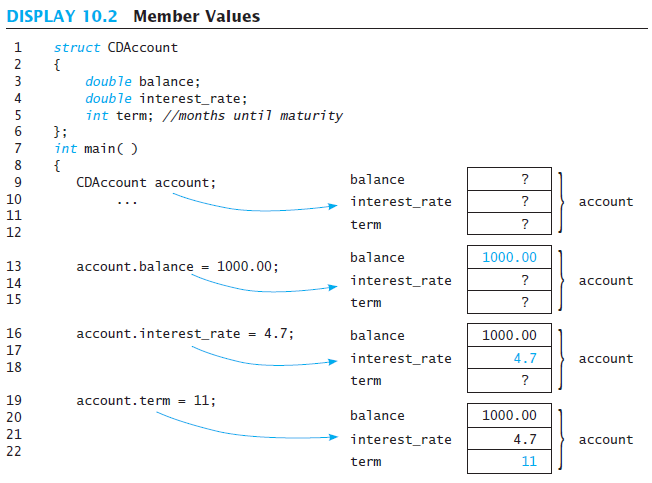 DISPLAY 10.2 Member Values
1 struct CDAccount
2 {
3 double balance;
4 double interest_rate;
5 int term; //months until maturity
6 };
7 int main( )
8 {
9 CDAccount account; balance ?
10 ... interest_rate ? account
11
12 term ?
13 account.balance = 1000.00; balance 1000.00
14 interest_rate ? account
15 term ?
16 account.interest_rate = 4.7; balance 1000.00
17 interest_rate 4.7 account
18 term ?
19 account.term = 11;
20 balance 1000.00
21 interest_rate 4.7 account
22 term 11